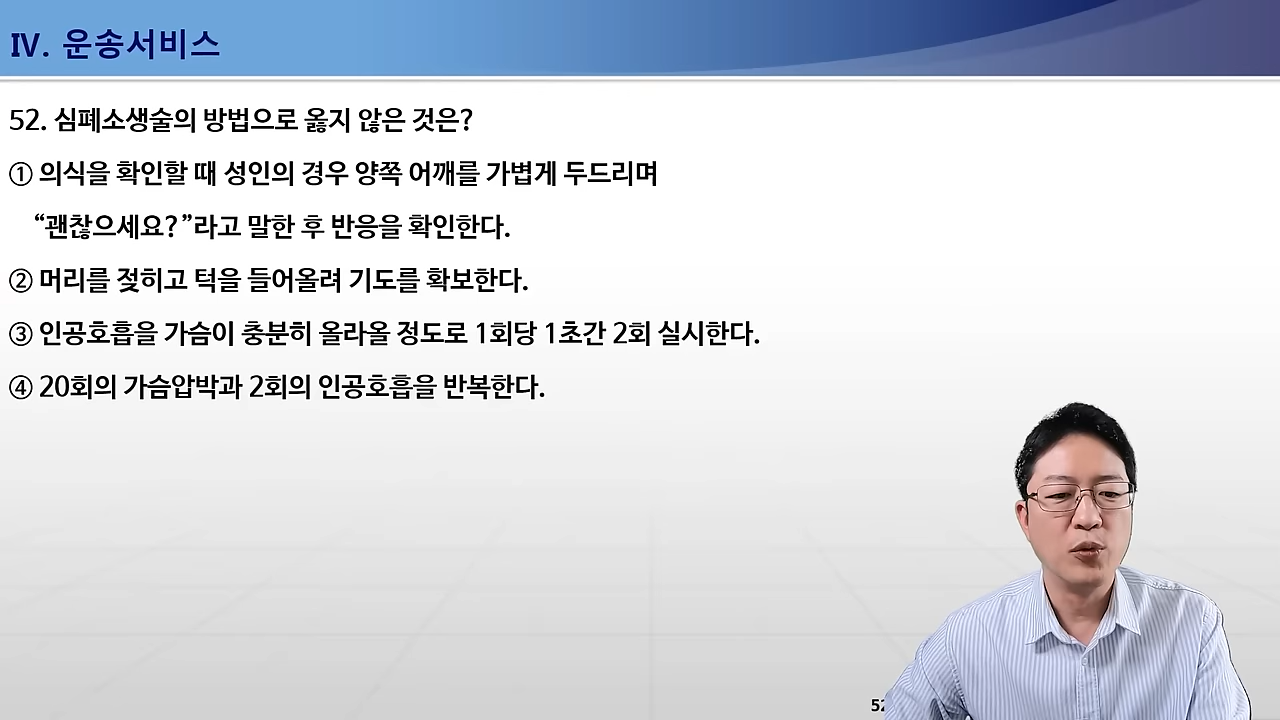 Ⅳ. 운송서비스
52. 심폐소생술의 방법으로 옳지 않은 것은?
① 의식을 확인할 때 성인의 경우 양쪽 어깨를 가볍게 두드리며
“괜찮으세요?”라고 말한 후 반응을 확인한다.
② 머리를 젖히고 턱을 들어올려 기도를 확보한다.
③ 인공호흡을 가슴이 충분히 올라올 정도로 1회당 1초간 2회 실시한다.
④ 20회의 가슴압박과 2회의 인공호흡을 반복한다.
52